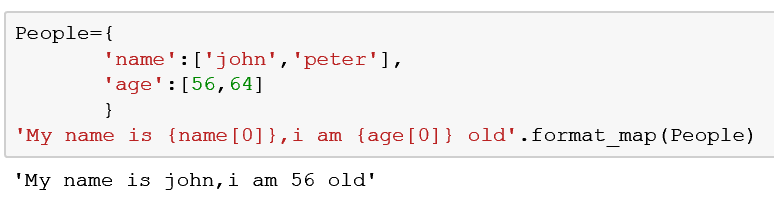 People={
'name':['john','peter'],
'age':[56,64]
}
'My name is {name[0]},i am {age[0]} old'.format_map(People)
'My name is john,i am 56 old'